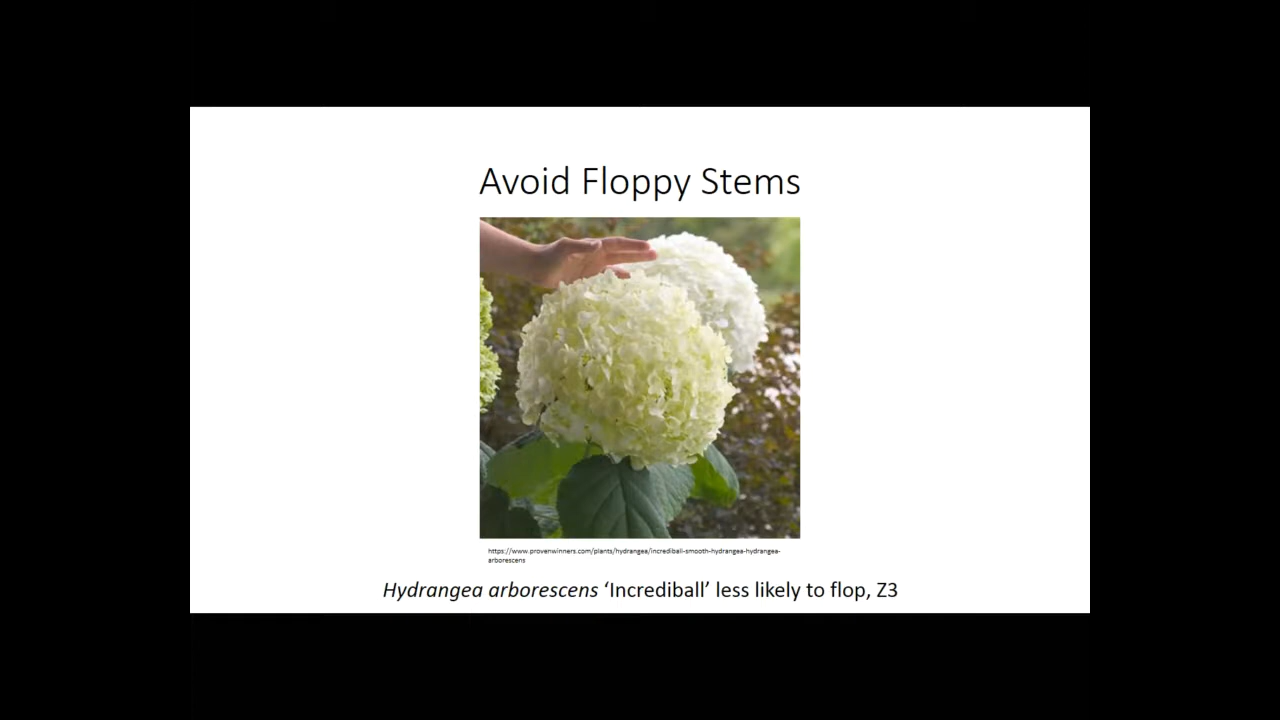 Avoid Floppy Stems
https://www.provenwinners.com/plants/hydrangea/incrediball-smooth-hydrangea-hydrangea-
arborescens
Hydrangea arborescens ‘Incrediball’ less likely to flop, Z3